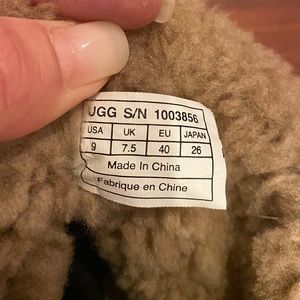 UGG S/N 1003856
USA UK EU JAPAN
9 7.5 40 26
Made In China
Fabrique en Chine